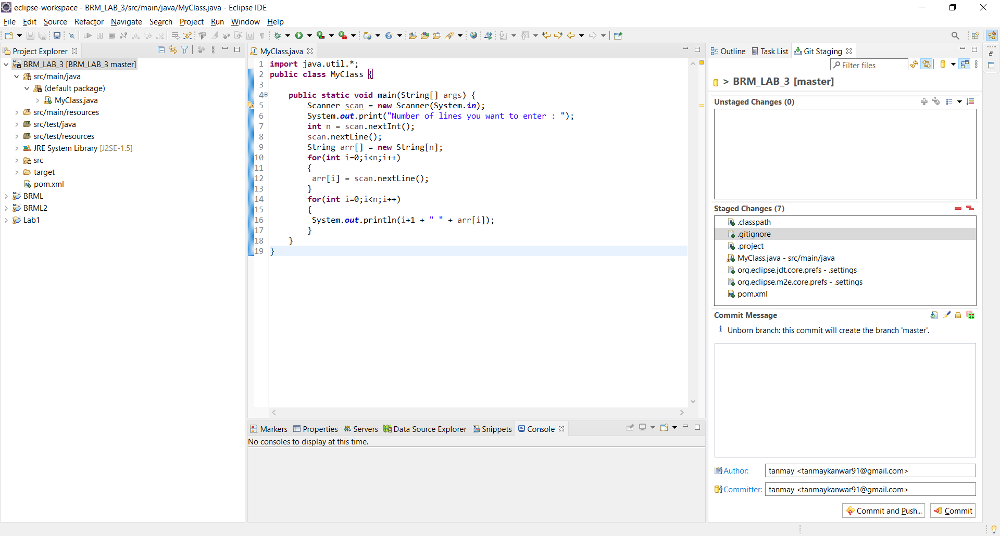 eclipse-workspace - BRM_LAB_3/src/main/java/MyClass.java - Eclipse IDE
File Edit Source Refactor Navigate Search Project Run Window Help
Project Explorer
BRM_LAB_3 [BRM_LAB_3 master]
src/main/java
(default package)
MyClass.java
src/main/resources
src/test/java
src/test/resources
JRE System Library [J2SE-1.5]
src
target
pom.xml
BRML
BRML2
Lab1
MyClass.java
1 import java.util.*;
2 public class MyClass {
3
4 public static void main(String[] args) {
5 Scanner scan = new Scanner(System.in);
6 System.out.print("Number of lines you want to enter : ");
7 int n = scan.nextInt();
8 scan.nextLine();
9 String arr[] = new String[n];
10 for(int i=0;i<n;i++)
11 {
12 arr[i] = scan.nextLine();
13 }
14 for(int i=0;i<n;i++)
15 {
16 System.out.println(i+1 + " " + arr[i]);
17 }
18 }
19 }
Markers Properties Servers Data Source Explorer Snippets Console
No consoles to display at this time.
Outline Task List Git Staging
Filter files
> BRM_LAB_3 [master]
Unstaged Changes (0)
Staged Changes (7)
.classpath
.gitignore
.project
MyClass.java - src/main/java
org.eclipse.jdt.core.prefs - .settings
org.eclipse.m2e.core.prefs - .settings
pom.xml
Commit Message
Unborn branch: this commit will create the branch 'master'.
Author: tanmay <tanmaykanwar91@gmail.com>
Committer: tanmay <tanmaykanwar91@gmail.com>
Commit and Push... Commit